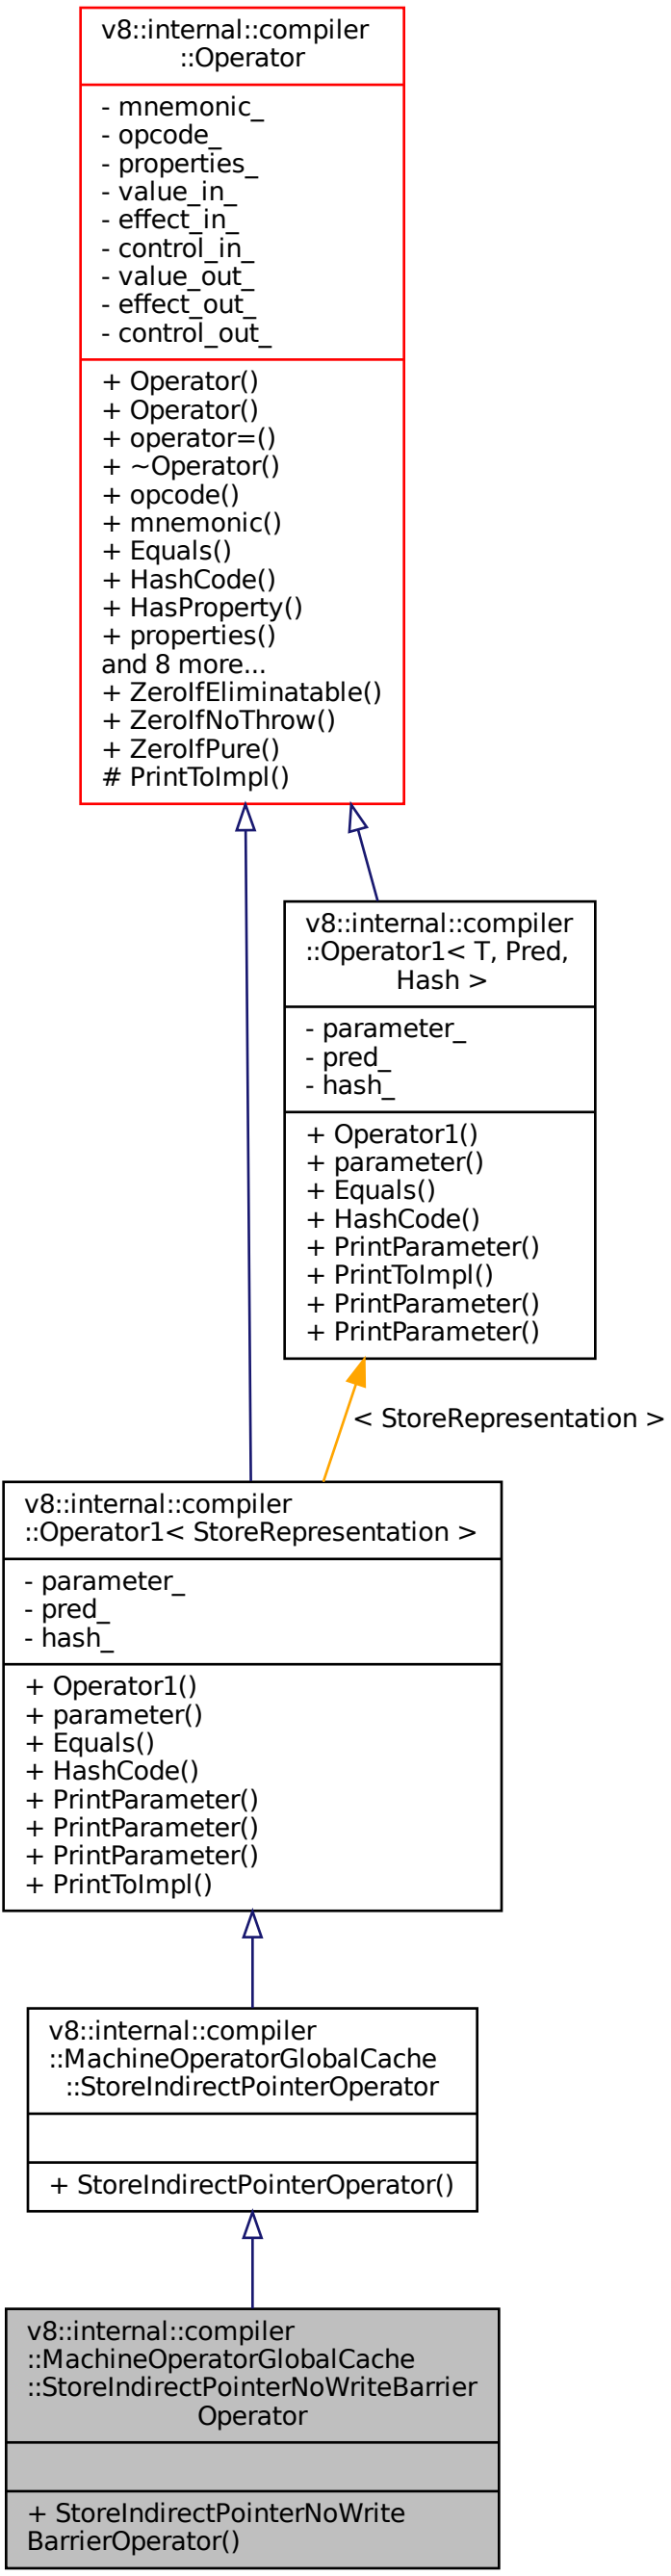 v8::internal::compiler
::Operator
- mnemonic_
- opcode_
- properties_
- value_in_
- effect_in_
- control_in_
- value_out_
- effect_out_
- control_out_
+ Operator()
+ Operator()
+ operator=()
+ ~Operator()
+ opcode()
+ mnemonic()
+ Equals()
+ HashCode()
+ HasProperty()
+ properties()
and 8 more...
+ ZeroIfEliminatable()
+ ZeroIfNoThrow()
+ ZeroIfPure()
# PrintToImpl()
v8::internal::compiler
::Operator1< T, Pred,
Hash >
- parameter_
- pred_
- hash_
+ Operator1()
+ parameter()
+ Equals()
+ HashCode()
+ PrintParameter()
+ PrintToImpl()
+ PrintParameter()
+ PrintParameter()
< StoreRepresentation >
v8::internal::compiler
::Operator1< StoreRepresentation >
- parameter_
- pred_
- hash_
+ Operator1()
+ parameter()
+ Equals()
+ HashCode()
+ PrintParameter()
+ PrintParameter()
+ PrintParameter()
+ PrintToImpl()
v8::internal::compiler
::MachineOperatorGlobalCache
::StoreIndirectPointerOperator
+ StoreIndirectPointerOperator()
v8::internal::compiler
::MachineOperatorGlobalCache
::StoreIndirectPointerNoWriteBarrier
Operator
+ StoreIndirectPointerNoWrite
BarrierOperator()